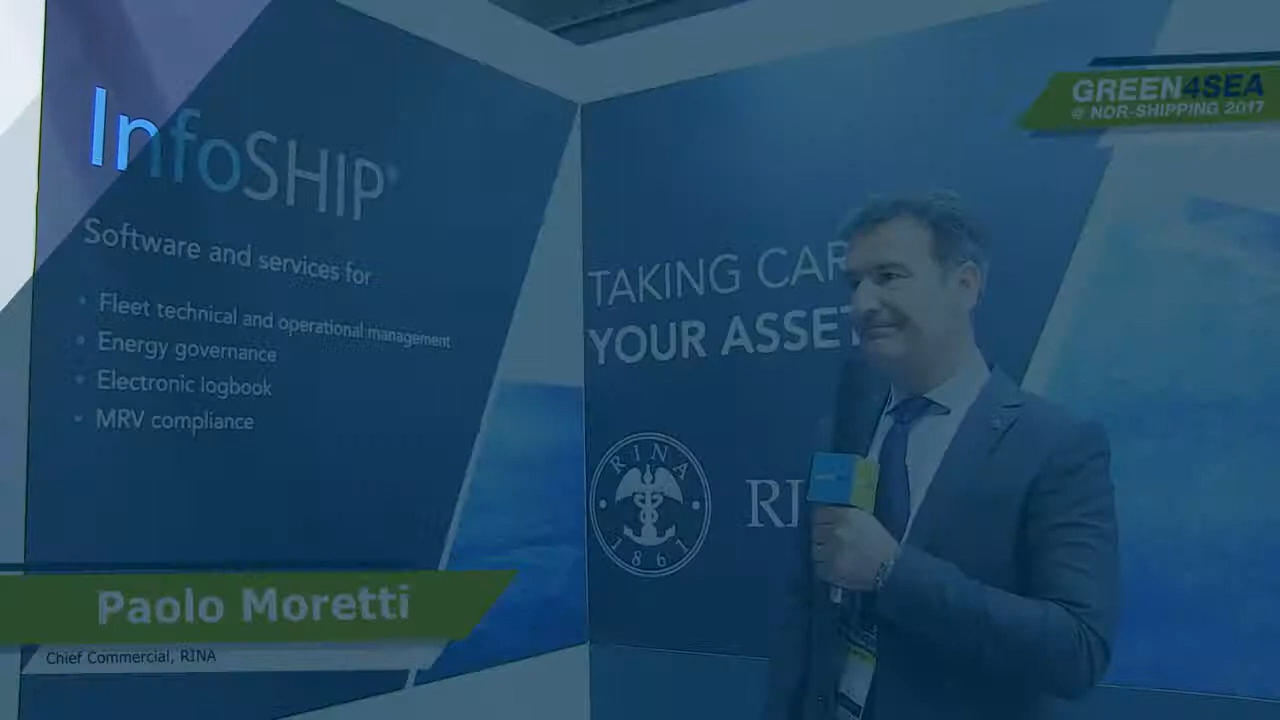 InfoSHIP®
Software and services for
• Fleet technical and operational management
• Energy governance
• Electronic logbook
• MRV compliance
TAKING CAR
YOUR ASSET
RINA
1861
RI
GREEN4SEA
@ NOR-SHIPPING 2017
Paolo Moretti
Chief Commercial, RINA